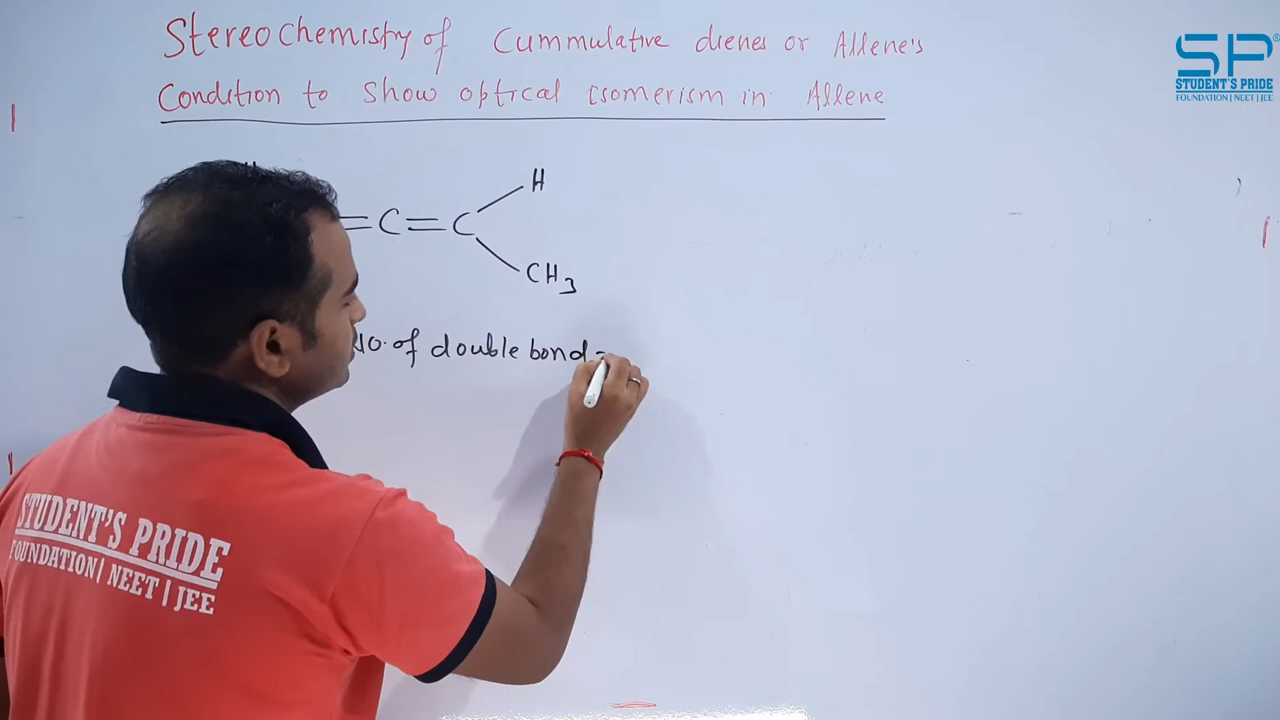 Stereochemistry of Cummulative dienes or Allene's
Condition to show optical isomerism in Allene
SP
STUDENT'S PRIDE
FOUNDATION | NEET | JEE
H
=C=C
CH3
No. of double bond =
STUDENT'S PRIDE
FOUNDATION | NEET | JEE